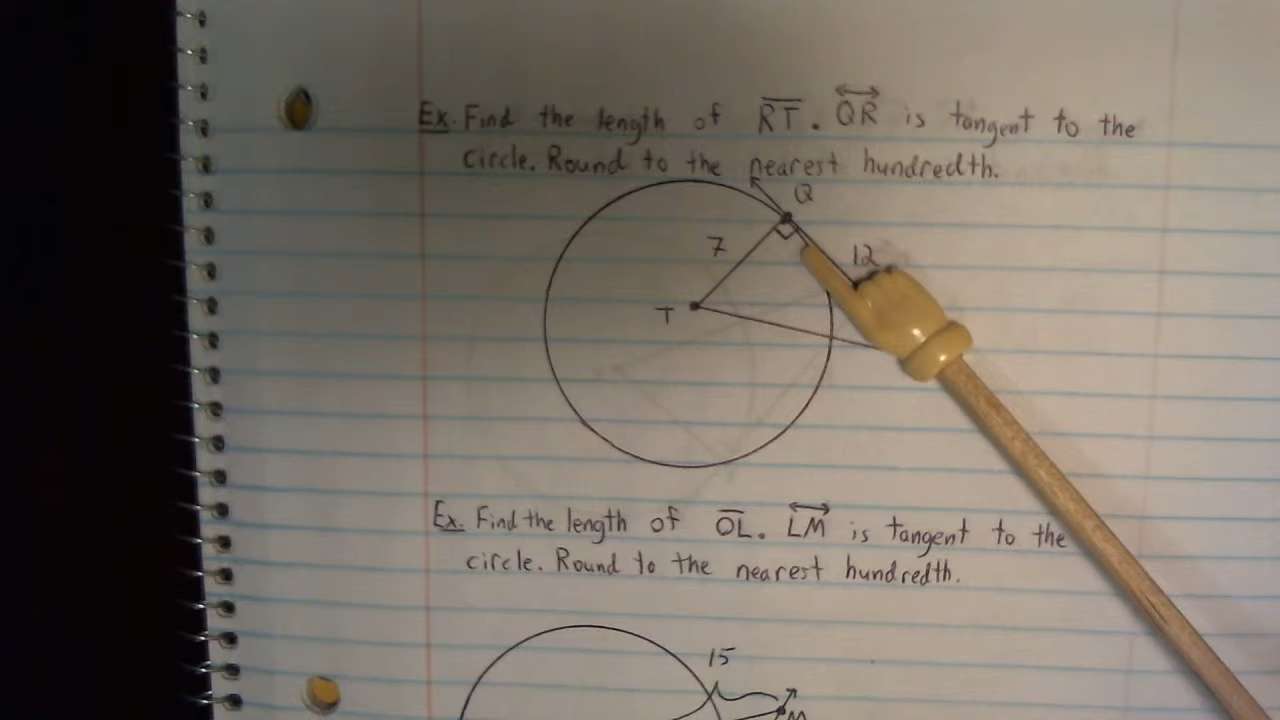 Ex. Find the length of RT. QR is tangent to the
circle. Round to the nearest hundredth.
Q
7
12
T
Ex. Find the length of OL. LM is tangent to the
circle. Round to the nearest hundredth.
15
M